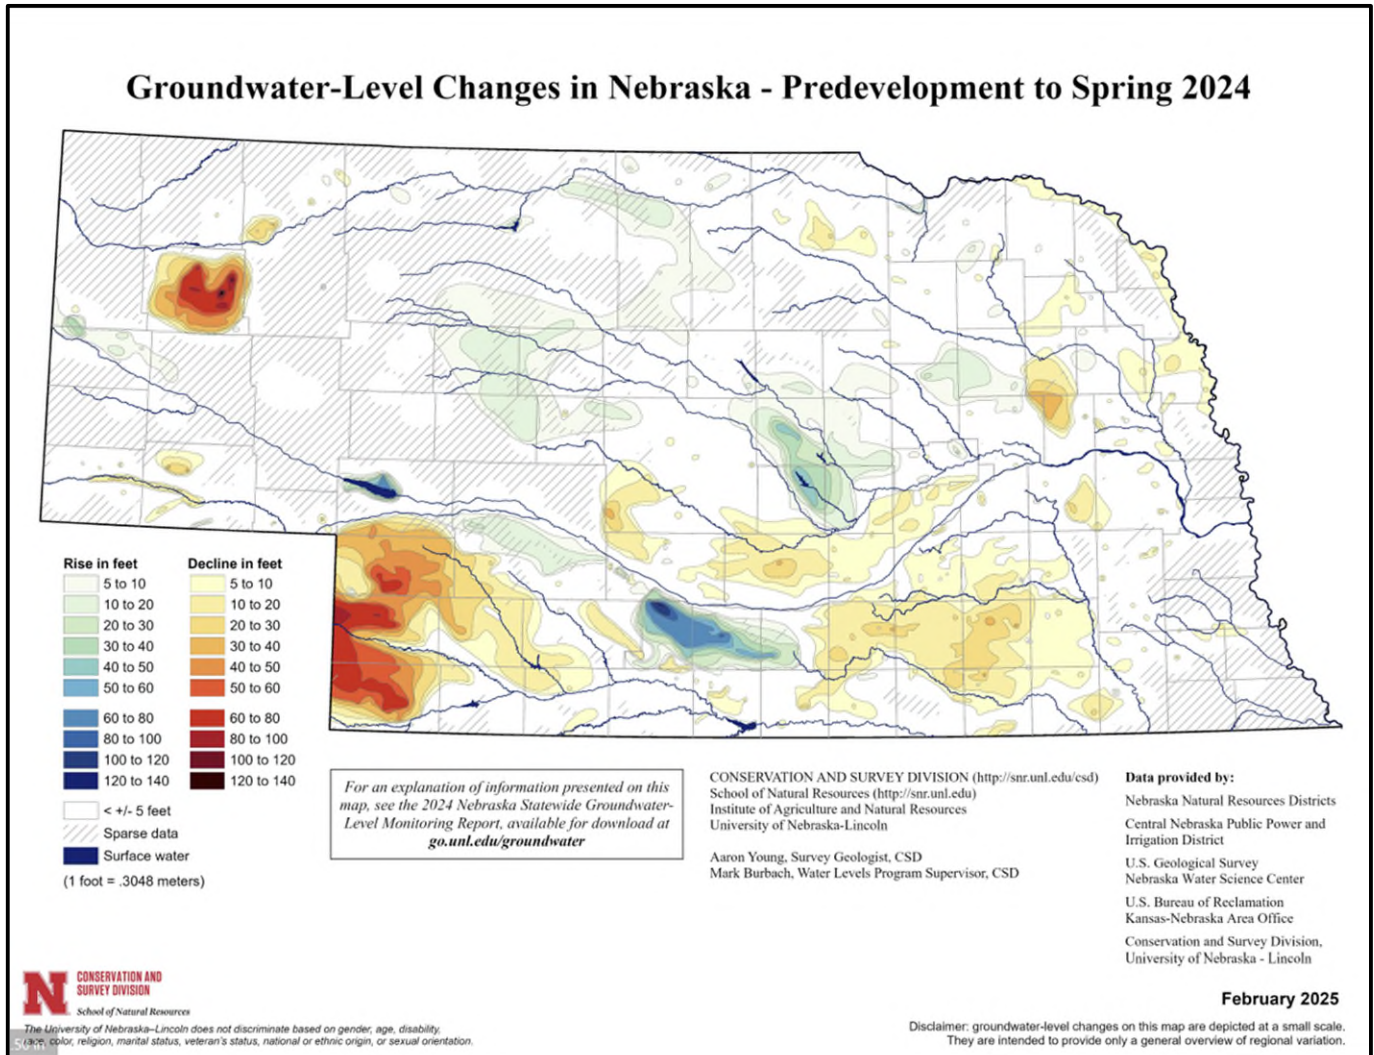 Groundwater-Level Changes in Nebraska - Predevelopment to Spring 2024
Rise in feet
5 to 10
10 to 20
20 to 30
30 to 40
40 to 50
50 to 60
60 to 80
80 to 100
100 to 120
120 to 140
Decline in feet
5 to 10
10 to 20
20 to 30
30 to 40
40 to 50
50 to 60
60 to 80
80 to 100
100 to 120
120 to 140
< +/- 5 feet
Sparse data
Surface water
(1 foot = .3048 meters)
For an explanation of information presented on this
map, see the 2024 Nebraska Statewide Groundwater-
Level Monitoring Report, available for download at
go.unl.edu/groundwater
CONSERVATION AND SURVEY DIVISION (http://snr.unl.edu/csd)
School of Natural Resources (http://snr.unl.edu)
Institute of Agriculture and Natural Resources
University of Nebraska-Lincoln
Aaron Young, Survey Geologist, CSD
Mark Burbach, Water Levels Program Supervisor, CSD
Data provided by:
Nebraska Natural Resources Districts
Central Nebraska Public Power and
Irrigation District
U.S. Geological Survey
Nebraska Water Science Center
U.S. Bureau of Reclamation
Kansas-Nebraska Area Office
Conservation and Survey Division,
University of Nebraska - Lincoln
N
CONSERVATION AND
SURVEY DIVISION
School of Natural Resources
The University of Nebraska–Lincoln does not discriminate based on gender, age, disability,
color, religion, marital status, veteran's status, national or ethnic origin, or sexual orientation.
February 2025
Disclaimer: groundwater-level changes on this map are depicted at a small scale.
They are intended to provide only a general overview of regional variation.